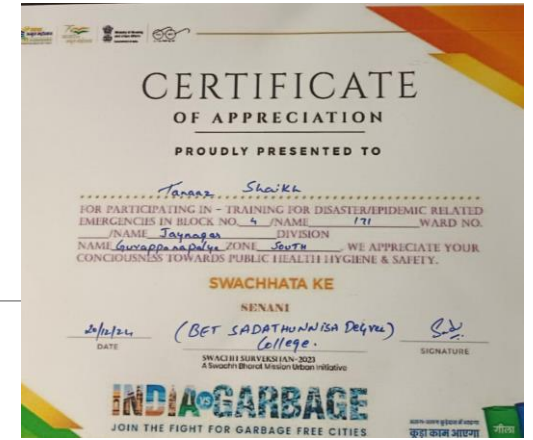 CERTIFICATE
OF APPRECIATION
PROUDLY PRESENTED TO
Tanaaz Shaikh
FOR PARTICIPATING IN - TRAINING FOR DISASTER/EPIDEMIC RELATED
EMERGENCIES IN BLOCK NO. 4 /NAME 171 WARD NO.
/NAME Jaynagar DIVISION
NAME Guvappanapalya ZONE SOUTH . WE APPRECIATE YOUR
CONCIOUSNESS TOWARDS PUBLIC HEALTH HYGIENE & SAFETY.
SWACHHATA KE
SENANI
20/12/24 (BET SADATHUNNISA Degree)
College.
DATE SIGNATURE
SWACHH SURVEKSHAN-2023
A Swachh Bharat Mission Urban Initiative
INDIA VS GARBAGE
JOIN THE FIGHT FOR GARBAGE FREE CITIES
कूड़ा काम आएगा
गीला